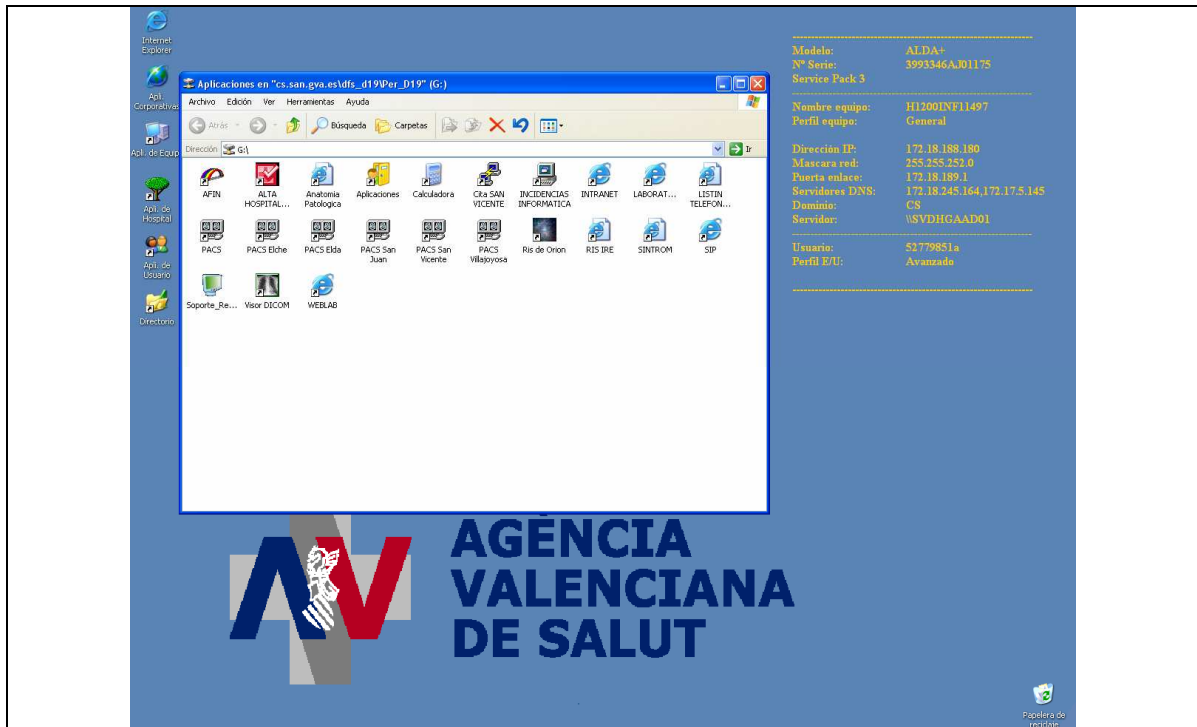 Internet
Explorer
Apli.
Corporativas
Apli. de Equip
Apli. de
Hospital
Apli. de
Usuario
Directorio
Aplicaciones en "cs.san.gva.es\dfs_d19\Per_D19" (G:)
Archivo Edición Ver Herramientas Ayuda
Atrás Búsqueda Carpetas
Dirección G:\ Ir
AFIN
ALTA
HOSPITAL...
Anatomia
Patologica
Aplicaciones
Calculadora
Cita SAN
VICENTE
INCIDENCIAS
INFORMATICA
INTRANET
LABORAT...
LISTIN
TELEFON...
PACS
PACS Elche
PACS Elda
PACS San
Juan
PACS San
Vicente
PACS
Villajoyosa
Ris de Orion
RIS IRE
SINTROM
SIP
Soporte_Re...
Visor DICOM
WEBLAB
Modelo: ALDA+
Nº Serie: 3993346AJ01175
Service Pack 3
Nombre equipo: H1200INF11497
Perfil equipo: General
Dirección IP: 172.18.188.180
Mascara red: 255.255.252.0
Puerta enlace: 172.18.189.1
Servidores DNS: 172.18.245.164,172.17.5.145
Dominio: CS
Servidor: \\SVDHGAAD01
Usuario: 52779851a
Perfil E/U: Avanzado
AGÈNCIA
VALENCIANA
DE SALUT
Papelera de
reciclaje